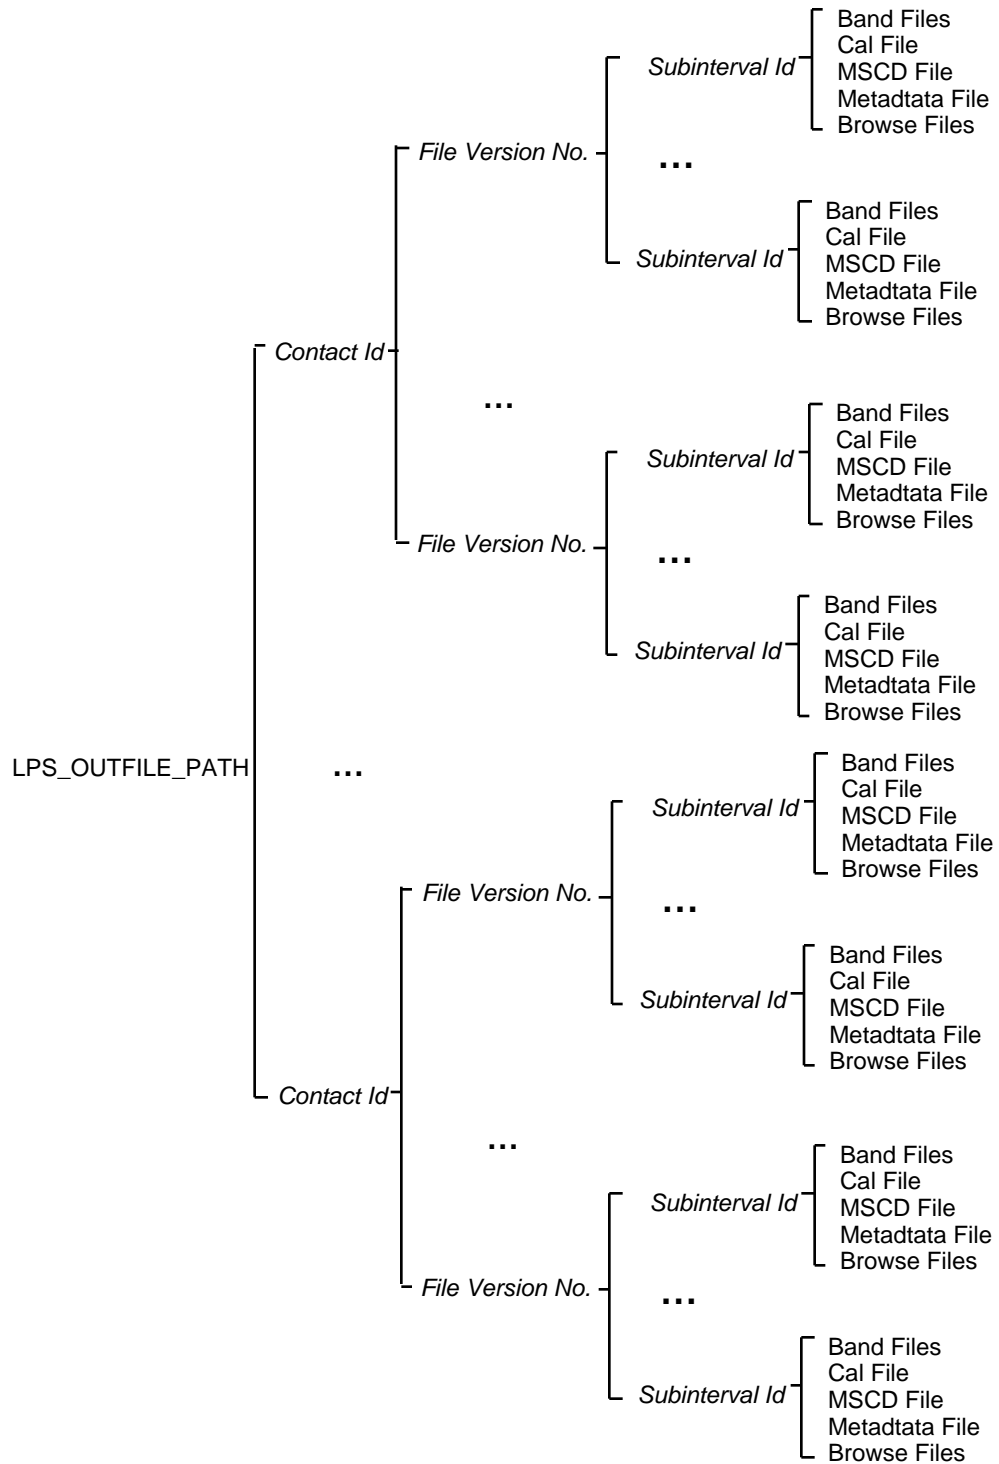 Band Files
Cal File
MSCD File
Metadtata File
Browse Files
Subinterval Id
File Version No.
...
Band Files
Cal File
MSCD File
Metadtata File
Browse Files
Subinterval Id
Contact Id
...
Band Files
Cal File
MSCD File
Metadtata File
Browse Files
Subinterval Id
File Version No.
...
Band Files
Cal File
MSCD File
Metadtata File
Browse Files
Subinterval Id
LPS_OUTFILE_PATH
...
Band Files
Cal File
MSCD File
Metadtata File
Browse Files
Subinterval Id
File Version No.
...
Band Files
Cal File
MSCD File
Metadtata File
Browse Files
Subinterval Id
Contact Id
...
Band Files
Cal File
MSCD File
Metadtata File
Browse Files
Subinterval Id
File Version No.
...
Band Files
Cal File
MSCD File
Metadtata File
Browse Files
Subinterval Id